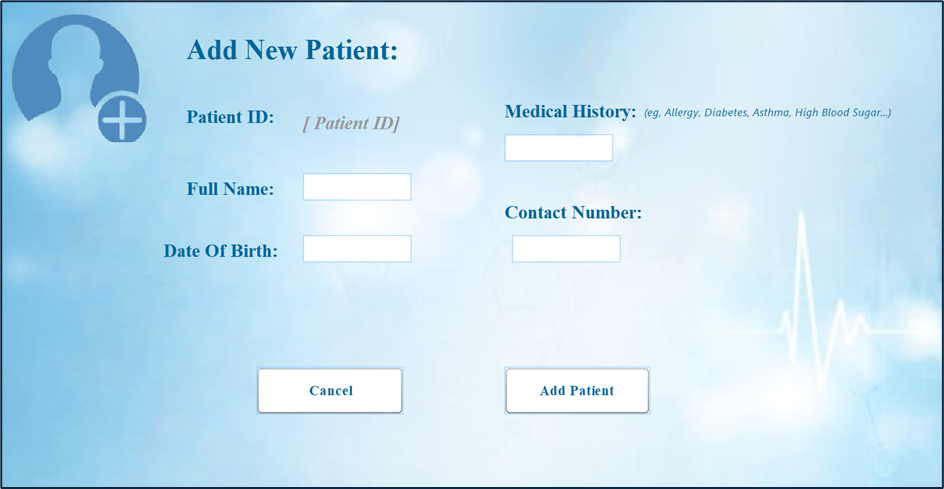 Add New Patient:
Patient ID:
[ Patient ID]
Medical History: (eg, Allergy, Diabetes, Asthma, High Blood Sugar...)
Full Name:
Contact Number:
Date Of Birth:
Cancel
Add Patient